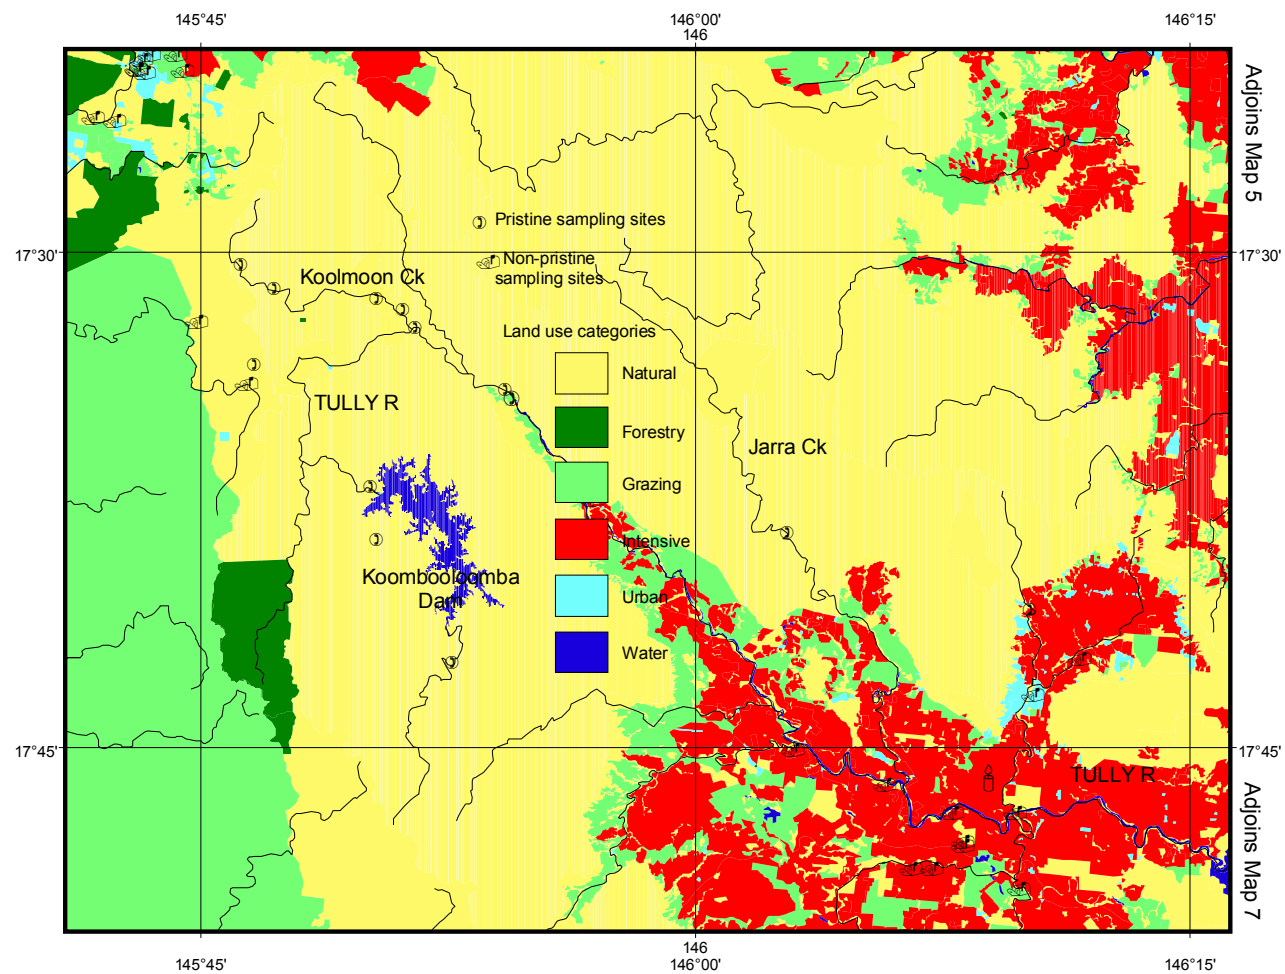 145°45'
146°00'
146
146°15'
Adjoins Map 5
Pristine sampling sites
17°30'
17°30'
Non-pristine
sampling sites
Koolmoon Ck
Land use categories
Natural
TULLY R
Forestry
Jarra Ck
Grazing
Intensive
Koombooloomba
Dam
Urban
Water
17°45'
17°45'
TULLY R
Adjoins Map 7
146
145°45'
146°00'
146°15'